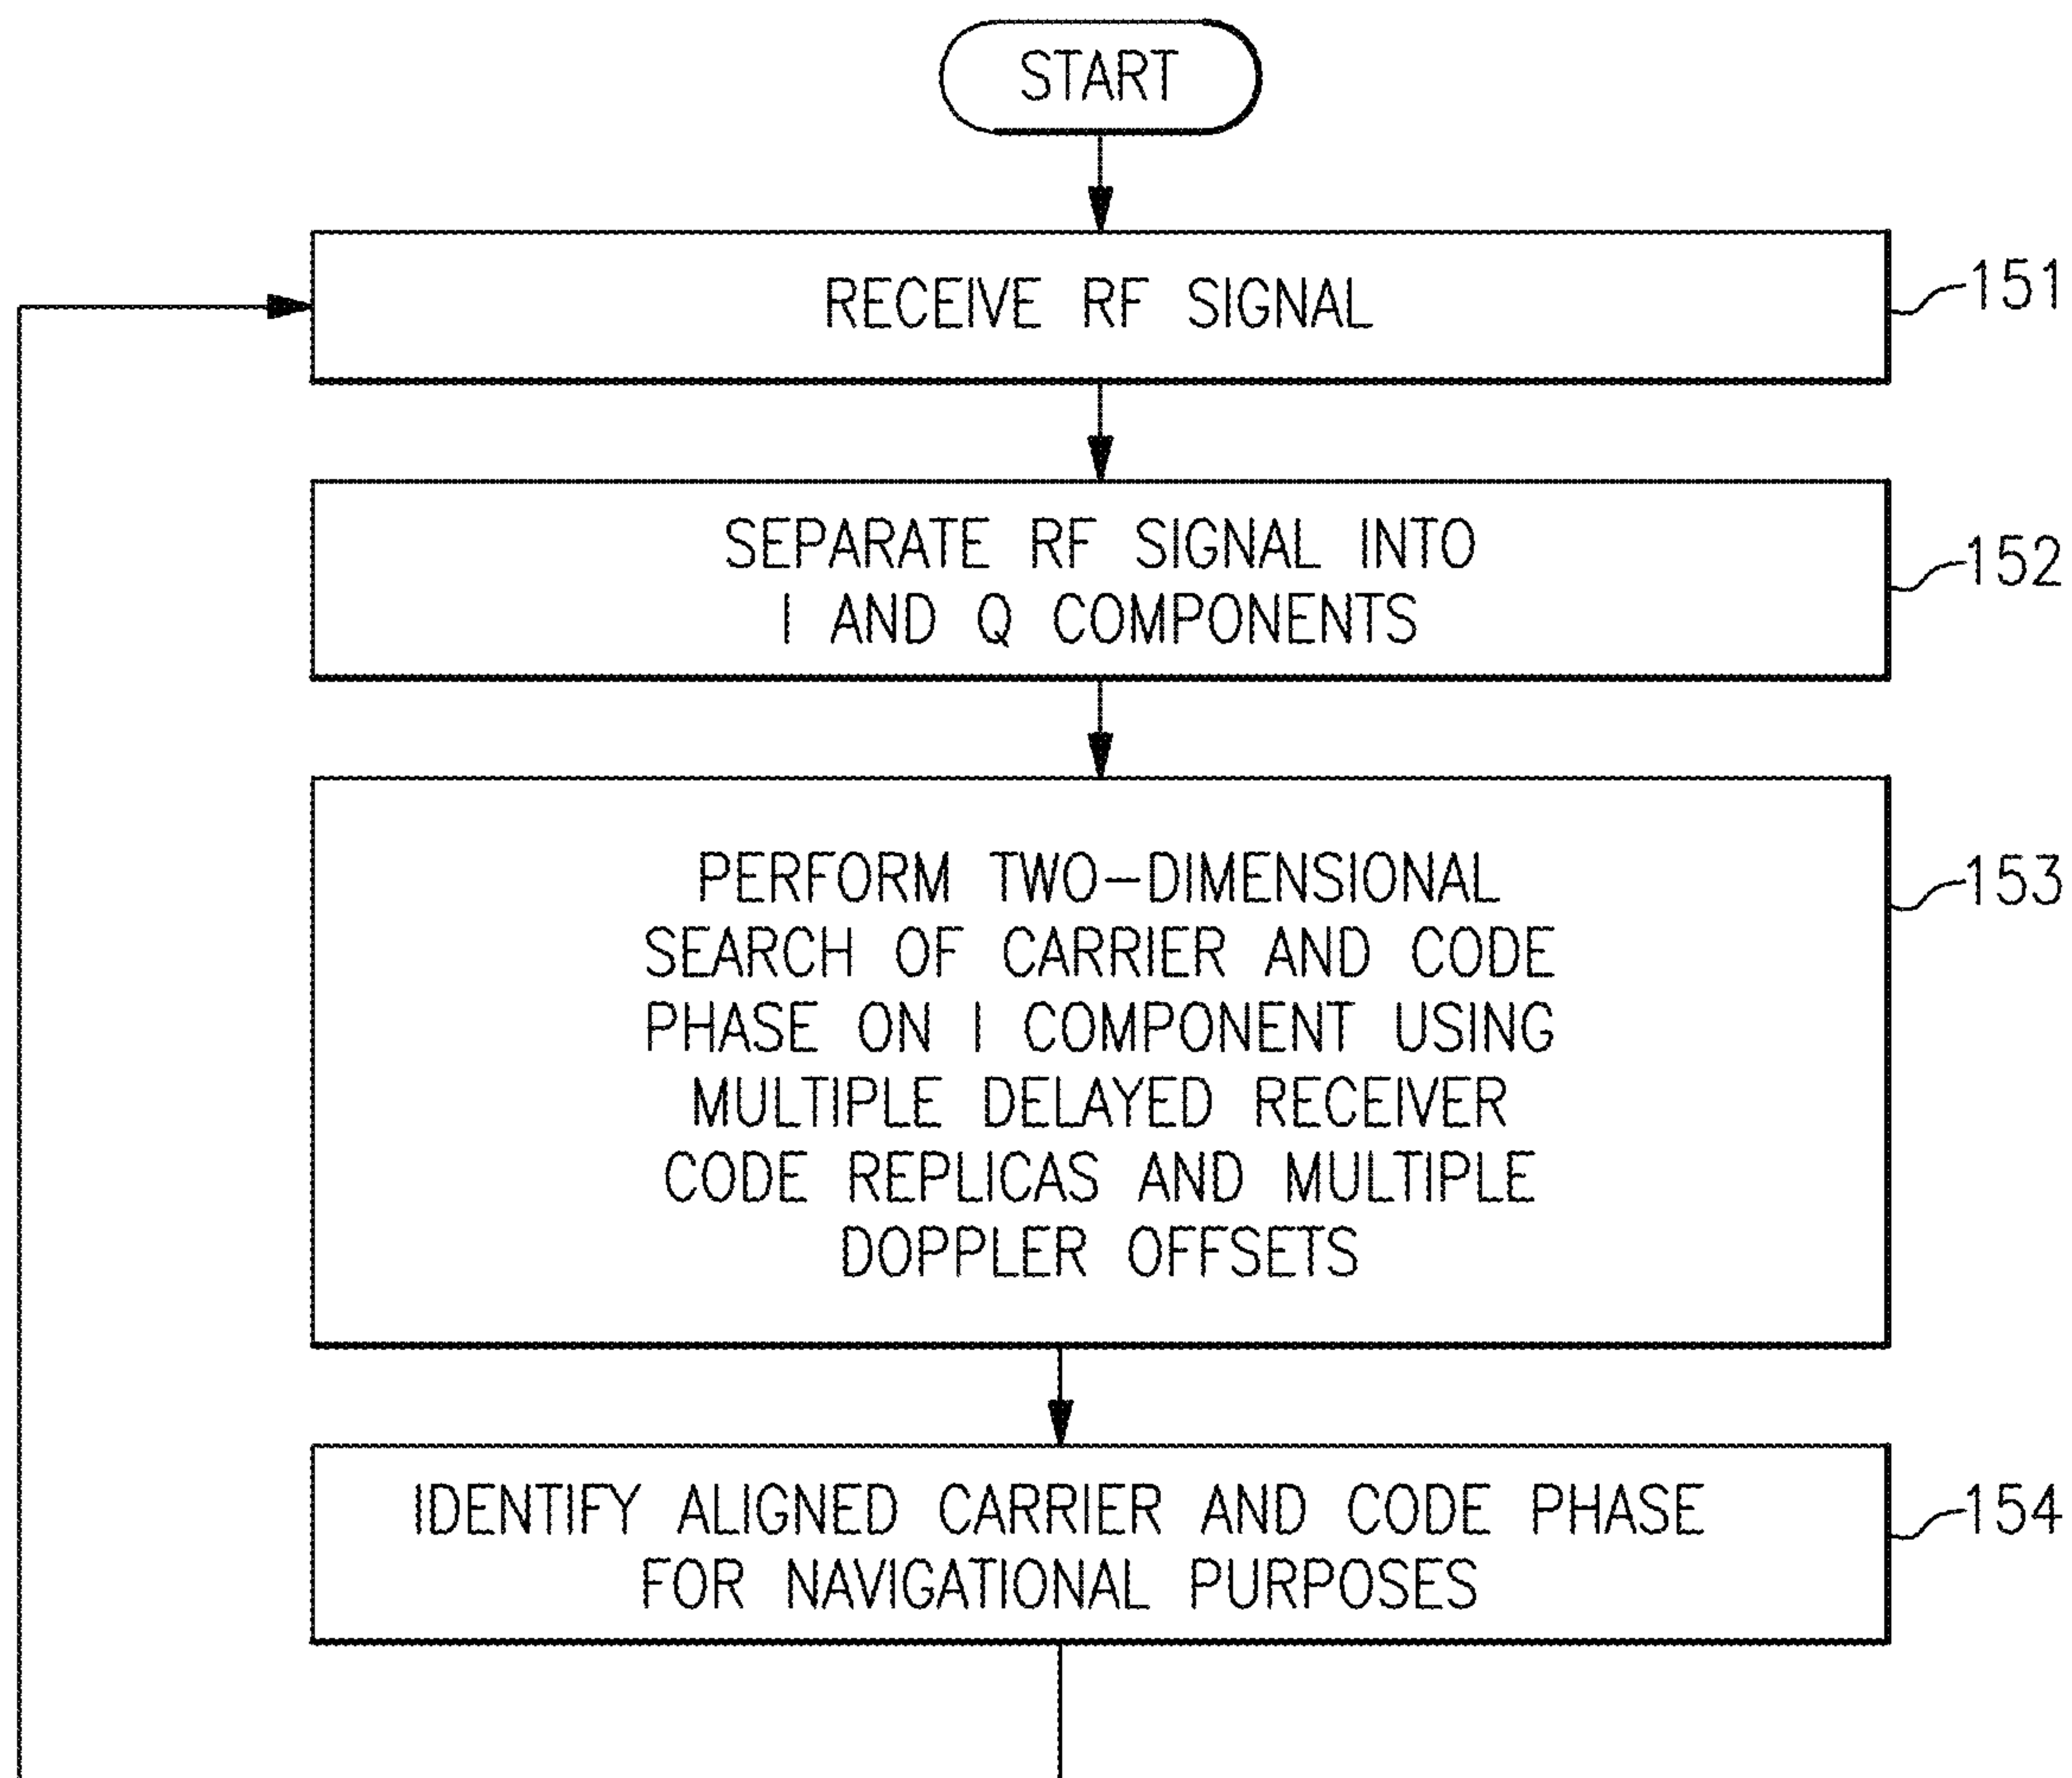 START
RECEIVE RF SIGNAL
151
SEPARATE RF SIGNAL INTO
I AND Q COMPONENTS
152
PERFORM TWO-DIMENSIONAL
SEARCH OF CARRIER AND CODE
PHASE ON I COMPONENT USING
MULTIPLE DELAYED RECEIVER
CODE REPLICAS AND MULTIPLE
DOPPLER OFFSETS
153
IDENTIFY ALIGNED CARRIER AND CODE PHASE
FOR NAVIGATIONAL PURPOSES
154